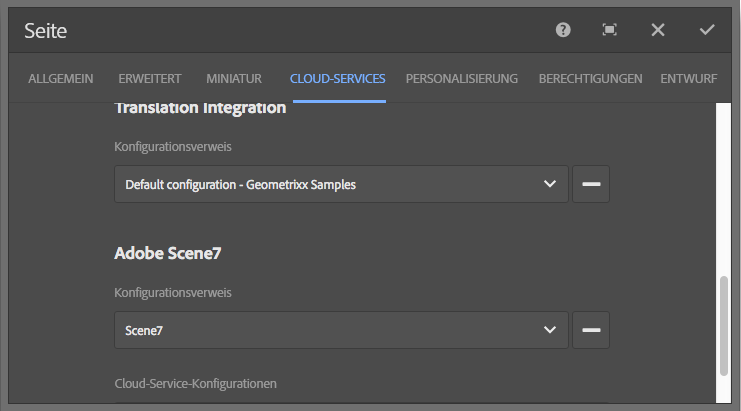 Seite
ALLGEMEIN ERWEITERT MINIATUR CLOUD-SERVICES PERSONALISIERUNG BERECHTIGUNGEN ENTWURF
Translation Integration
Konfigurationsverweis
Default configuration - Geometrixx Samples
Adobe Scene7
Konfigurationsverweis
Scene7
Cloud-Service-Konfigurationen